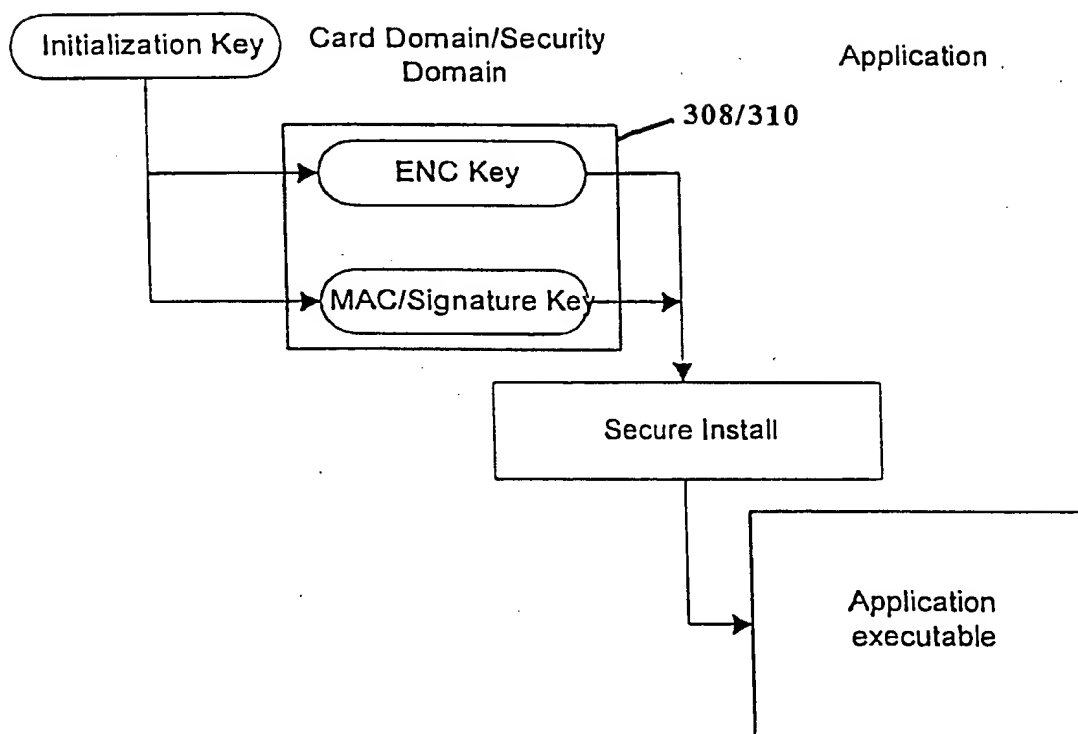 Initialization Key
Card Domain/Security
Domain
Application
308/310
ENC Key
MAC/Signature Key
Secure Install
Application
executable